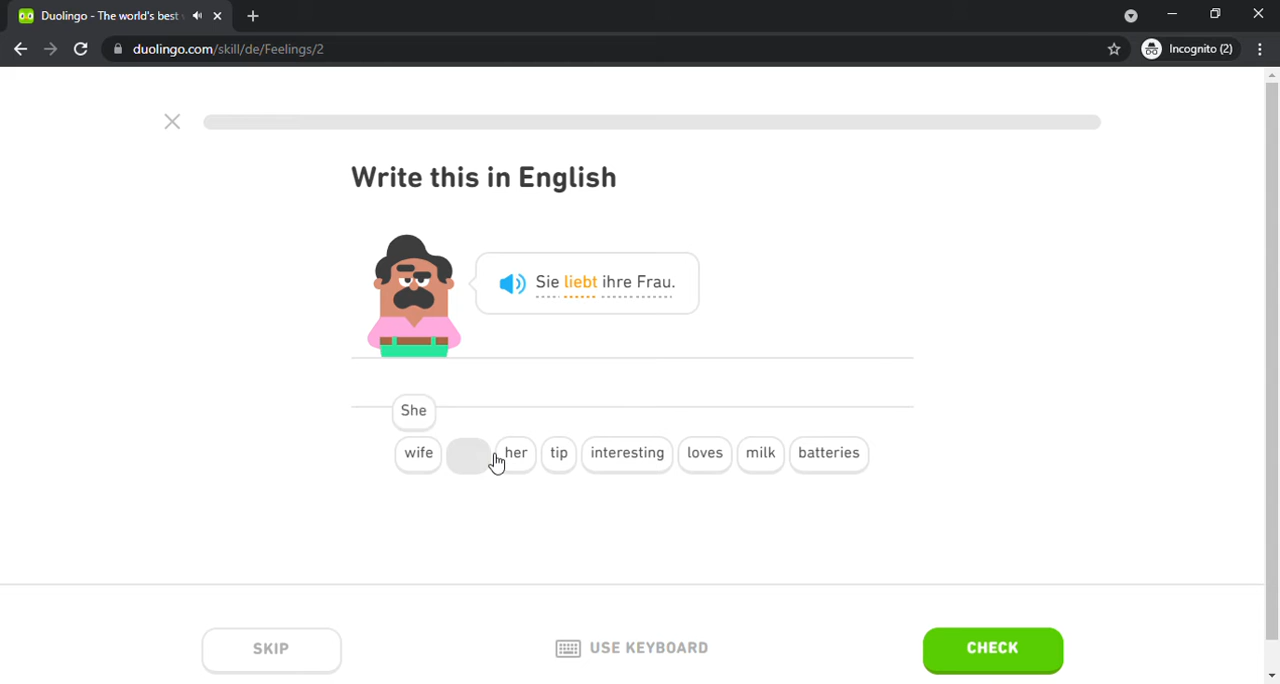 Duolingo - The world's best
duolingo.com/skill/de/Feelings/2
Incognito (2)
Write this in English
Sie liebt ihre Frau.
She
wife her tip interesting loves milk batteries
SKIP USE KEYBOARD CHECK